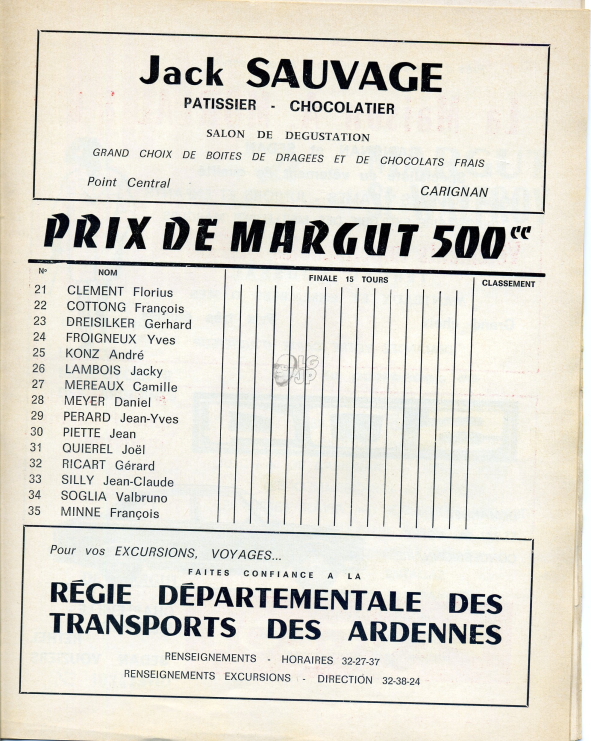 Jack SAUVAGE
PATISSIER - CHOCOLATIER
SALON DE DEGUSTATION
GRAND CHOIX DE BOITES DE DRAGEES ET DE CHOCOLATS FRAIS
Point Central CARIGNAN
PRIX DE MARGUT 500cc
Nº NOM FINALE 15 TOURS CLASSEMENT
21 CLEMENT Florius
22 COTTONG François
23 DREISILKER Gerhard
24 FROIGNEUX Yves
25 KONZ André
26 LAMBOIS Jacky
27 MEREAUX Camille
28 MEYER Daniel
29 PERARD Jean-Yves
30 PIETTE Jean
31 QUIEREL Joël
32 RICART Gérard
33 SILLY Jean-Claude
34 SOGLIA Valbruno
35 MINNE François
LG
JP
Pour vos EXCURSIONS, VOYAGES...
FAITES CONFIANCE A LA
RÉGIE DÉPARTEMENTALE DES
TRANSPORTS DES ARDENNES
RENSEIGNEMENTS - HORAIRES 32-27-37
RENSEIGNEMENTS EXCURSIONS - DIRECTION 32-38-24